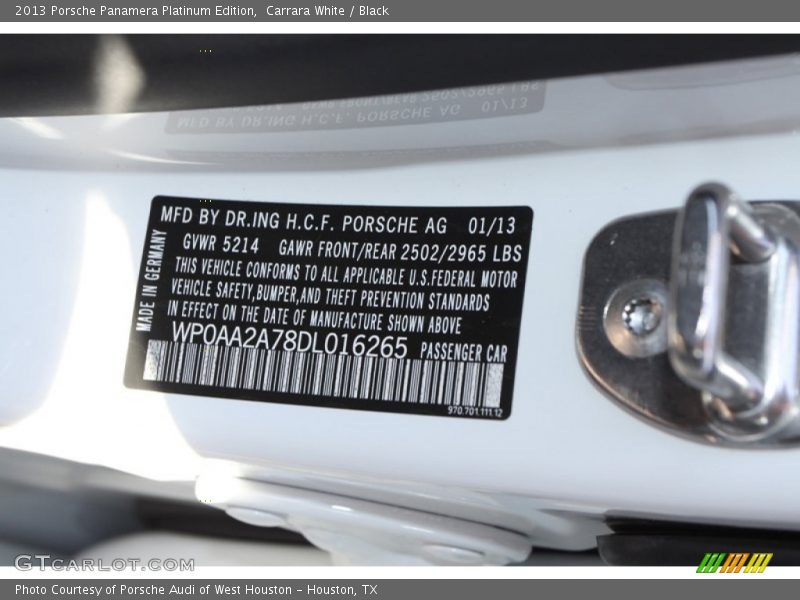 2013 Porsche Panamera Platinum Edition,  Carrara White / Black
MFD BY DR.ING H.C.F. PORSCHE AG 01/13
GVWR 5214 GAWR FRONT/REAR 2502/2965 LBS
THIS VEHICLE CONFORMS TO ALL APPLICABLE U.S.FEDERAL MOTOR
VEHICLE SAFETY,BUMPER,AND THEFT PREVENTION STANDARDS
IN EFFECT ON THE DATE OF MANUFACTURE SHOWN ABOVE
WP0AA2A78DL016265 PASSENGER CAR
970.701.111.12
MADE IN GERMANY
GTCARLOT.COM
Photo Courtesy of Porsche Audi of West Houston – Houston, TX